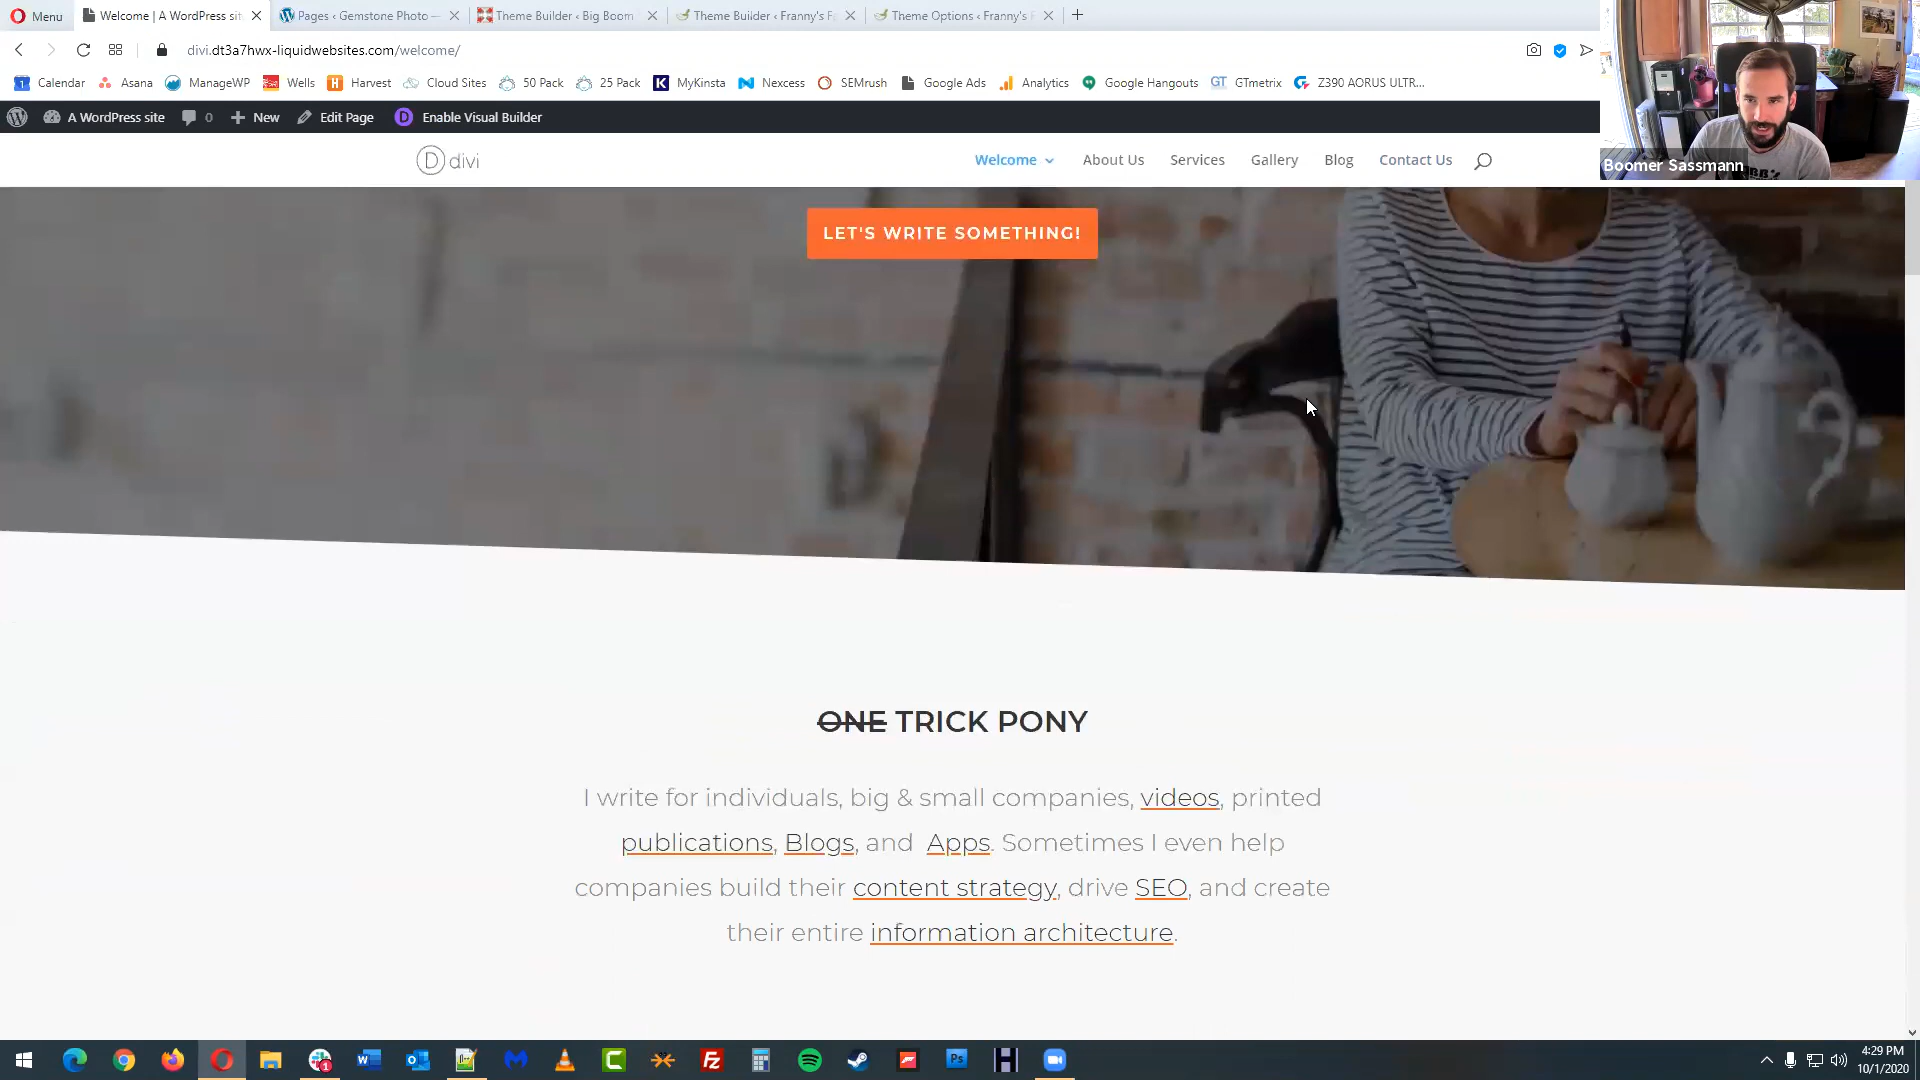 Menu
Welcome | A WordPress sit
Pages ‹ Gemstone Photo —
Theme Builder ‹ Big Boom
Theme Builder ‹ Franny's F
Theme Options ‹ Franny's F
divi.dt3a7hwx-liquidwebsites.com/welcome/
Calendar
Asana
ManageWP
Wells
Harvest
Cloud Sites
50 Pack
25 Pack
MyKinsta
Nexcess
SEMrush
Google Ads
Analytics
Google Hangouts
GTmetrix
Z390 AORUS ULTR...
A WordPress site
0
New
Edit Page
Enable Visual Builder
Boomer Sassmann
divi
Welcome
About Us
Services
Gallery
Blog
Contact Us
LET'S WRITE SOMETHING!
ONE TRICK PONY
I write for individuals, big & small companies, videos, printed
publications, Blogs, and Apps. Sometimes I even help
companies build their content strategy, drive SEO, and create
their entire information architecture.
4:29 PM
10/1/2020